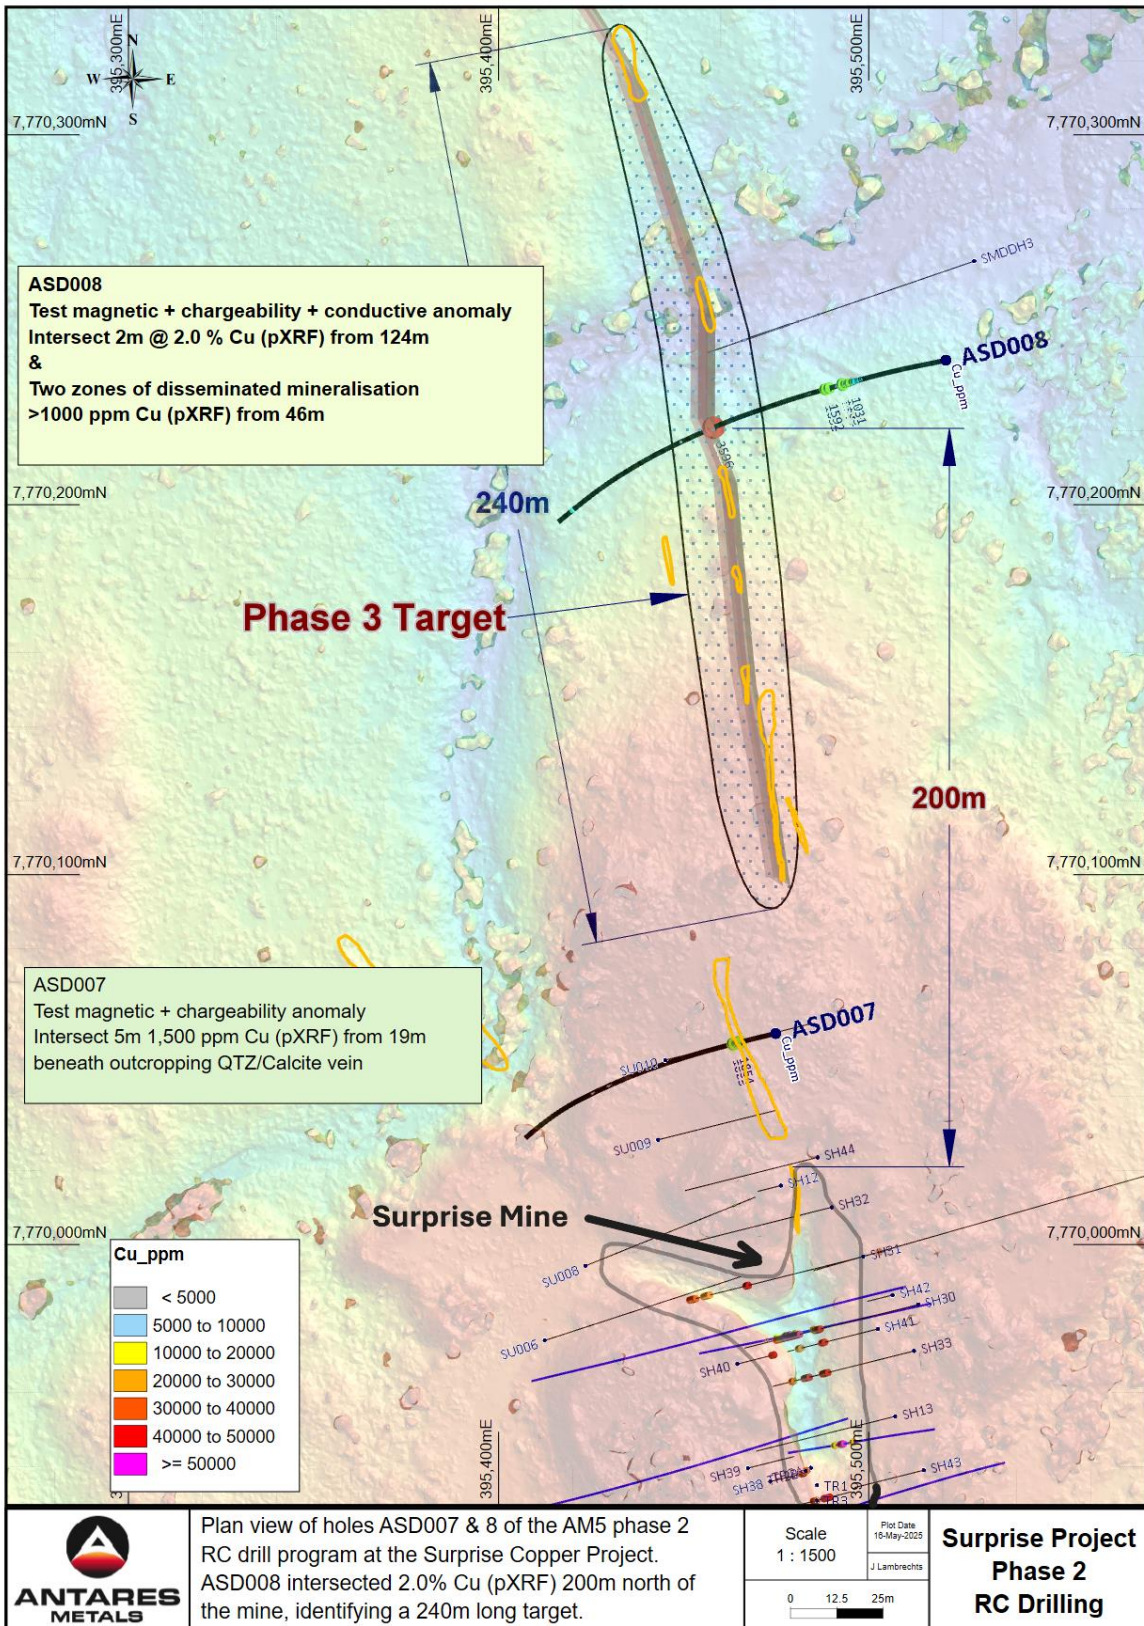 395,300mE
395,400mE
395,500mE
N
W E
S
7,770,300mN
7,770,300mN
SMDDH3
ASD008
Test magnetic + chargeability + conductive anomaly
Intersect 2m @ 2.0 % Cu (pXRF) from 124m
&
Two zones of disseminated mineralisation
>1000 ppm Cu (pXRF) from 46m
ASD008
Cu_ppm
1031
1592
3596
7,770,200mN
7,770,200mN
240m
Phase 3 Target
200m
7,770,100mN
7,770,100mN
ASD007
Test magnetic + chargeability anomaly
Intersect 5m 1,500 ppm Cu (pXRF) from 19m
beneath outcropping QTZ/Calcite vein
ASD007
Cu_ppm
SU010
SU009
SH44
SH12
SH32
Surprise Mine
7,770,000mN
7,770,000mN
SU008
SH31
SH42
SH30
SU006
SH41
SH40
SH33
SH13
SH39
SH38
SH43
TR1
TR3
Cu_ppm
< 5000
5000 to 10000
10000 to 20000
20000 to 30000
30000 to 40000
40000 to 50000
>= 50000
395,400mE
395,500mE
ANTARES
METALS
Plan view of holes ASD007 & 8 of the AM5 phase 2
RC drill program at the Surprise Copper Project.
ASD008 intersected 2.0% Cu (pXRF) 200m north of
the mine, identifying a 240m long target.
Scale
1 : 1500
Plot Date
16-May-2025
J Lambrechts
0 12.5 25m
Surprise Project
Phase 2
RC Drilling